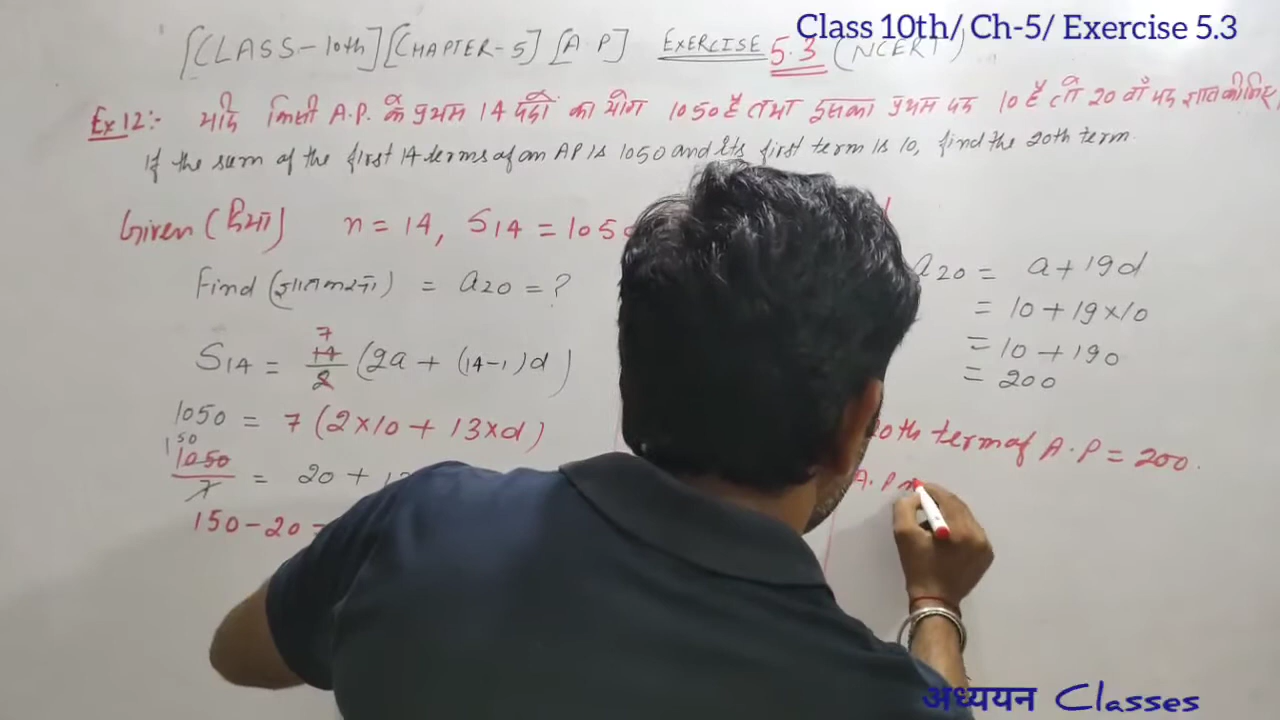 Class 10th/ Ch-5/ Exercise 5.3
[CLASS-10th] [CHAPTER-5] [A.P] EXERCISE 5.3 (NCERT)
Ex 12:- यदि किसी A.P. के प्रथम 14 पदों का योग 1050 है तथा इसका प्रथम पद 10 है तो 20 वाँ पद ज्ञात कीजिए
If the sum of the first 14 terms of an AP is 1050 and its first term is 10, find the 20th term.
Given (दिया) n = 14, S14 = 1050
Find (ज्ञात करना) = a20 = ?
S14 = 14/2 (2a + (14-1)d)
7
1050 = 7 (2×10 + 13×d)
150
1050/7 = 20 +
150 - 20 =
a20 = a + 19d
= 10 + 19×10
= 10 + 190
= 200
0th term of A.P = 200.
A.P
अध्ययन Classes